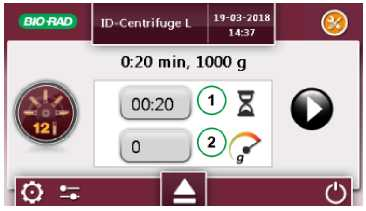 BIO-RAD
ID-Centrifuge L
19-03-2018
14:37
0:20 min, 1000 g
12
00:20
1
0
2
g